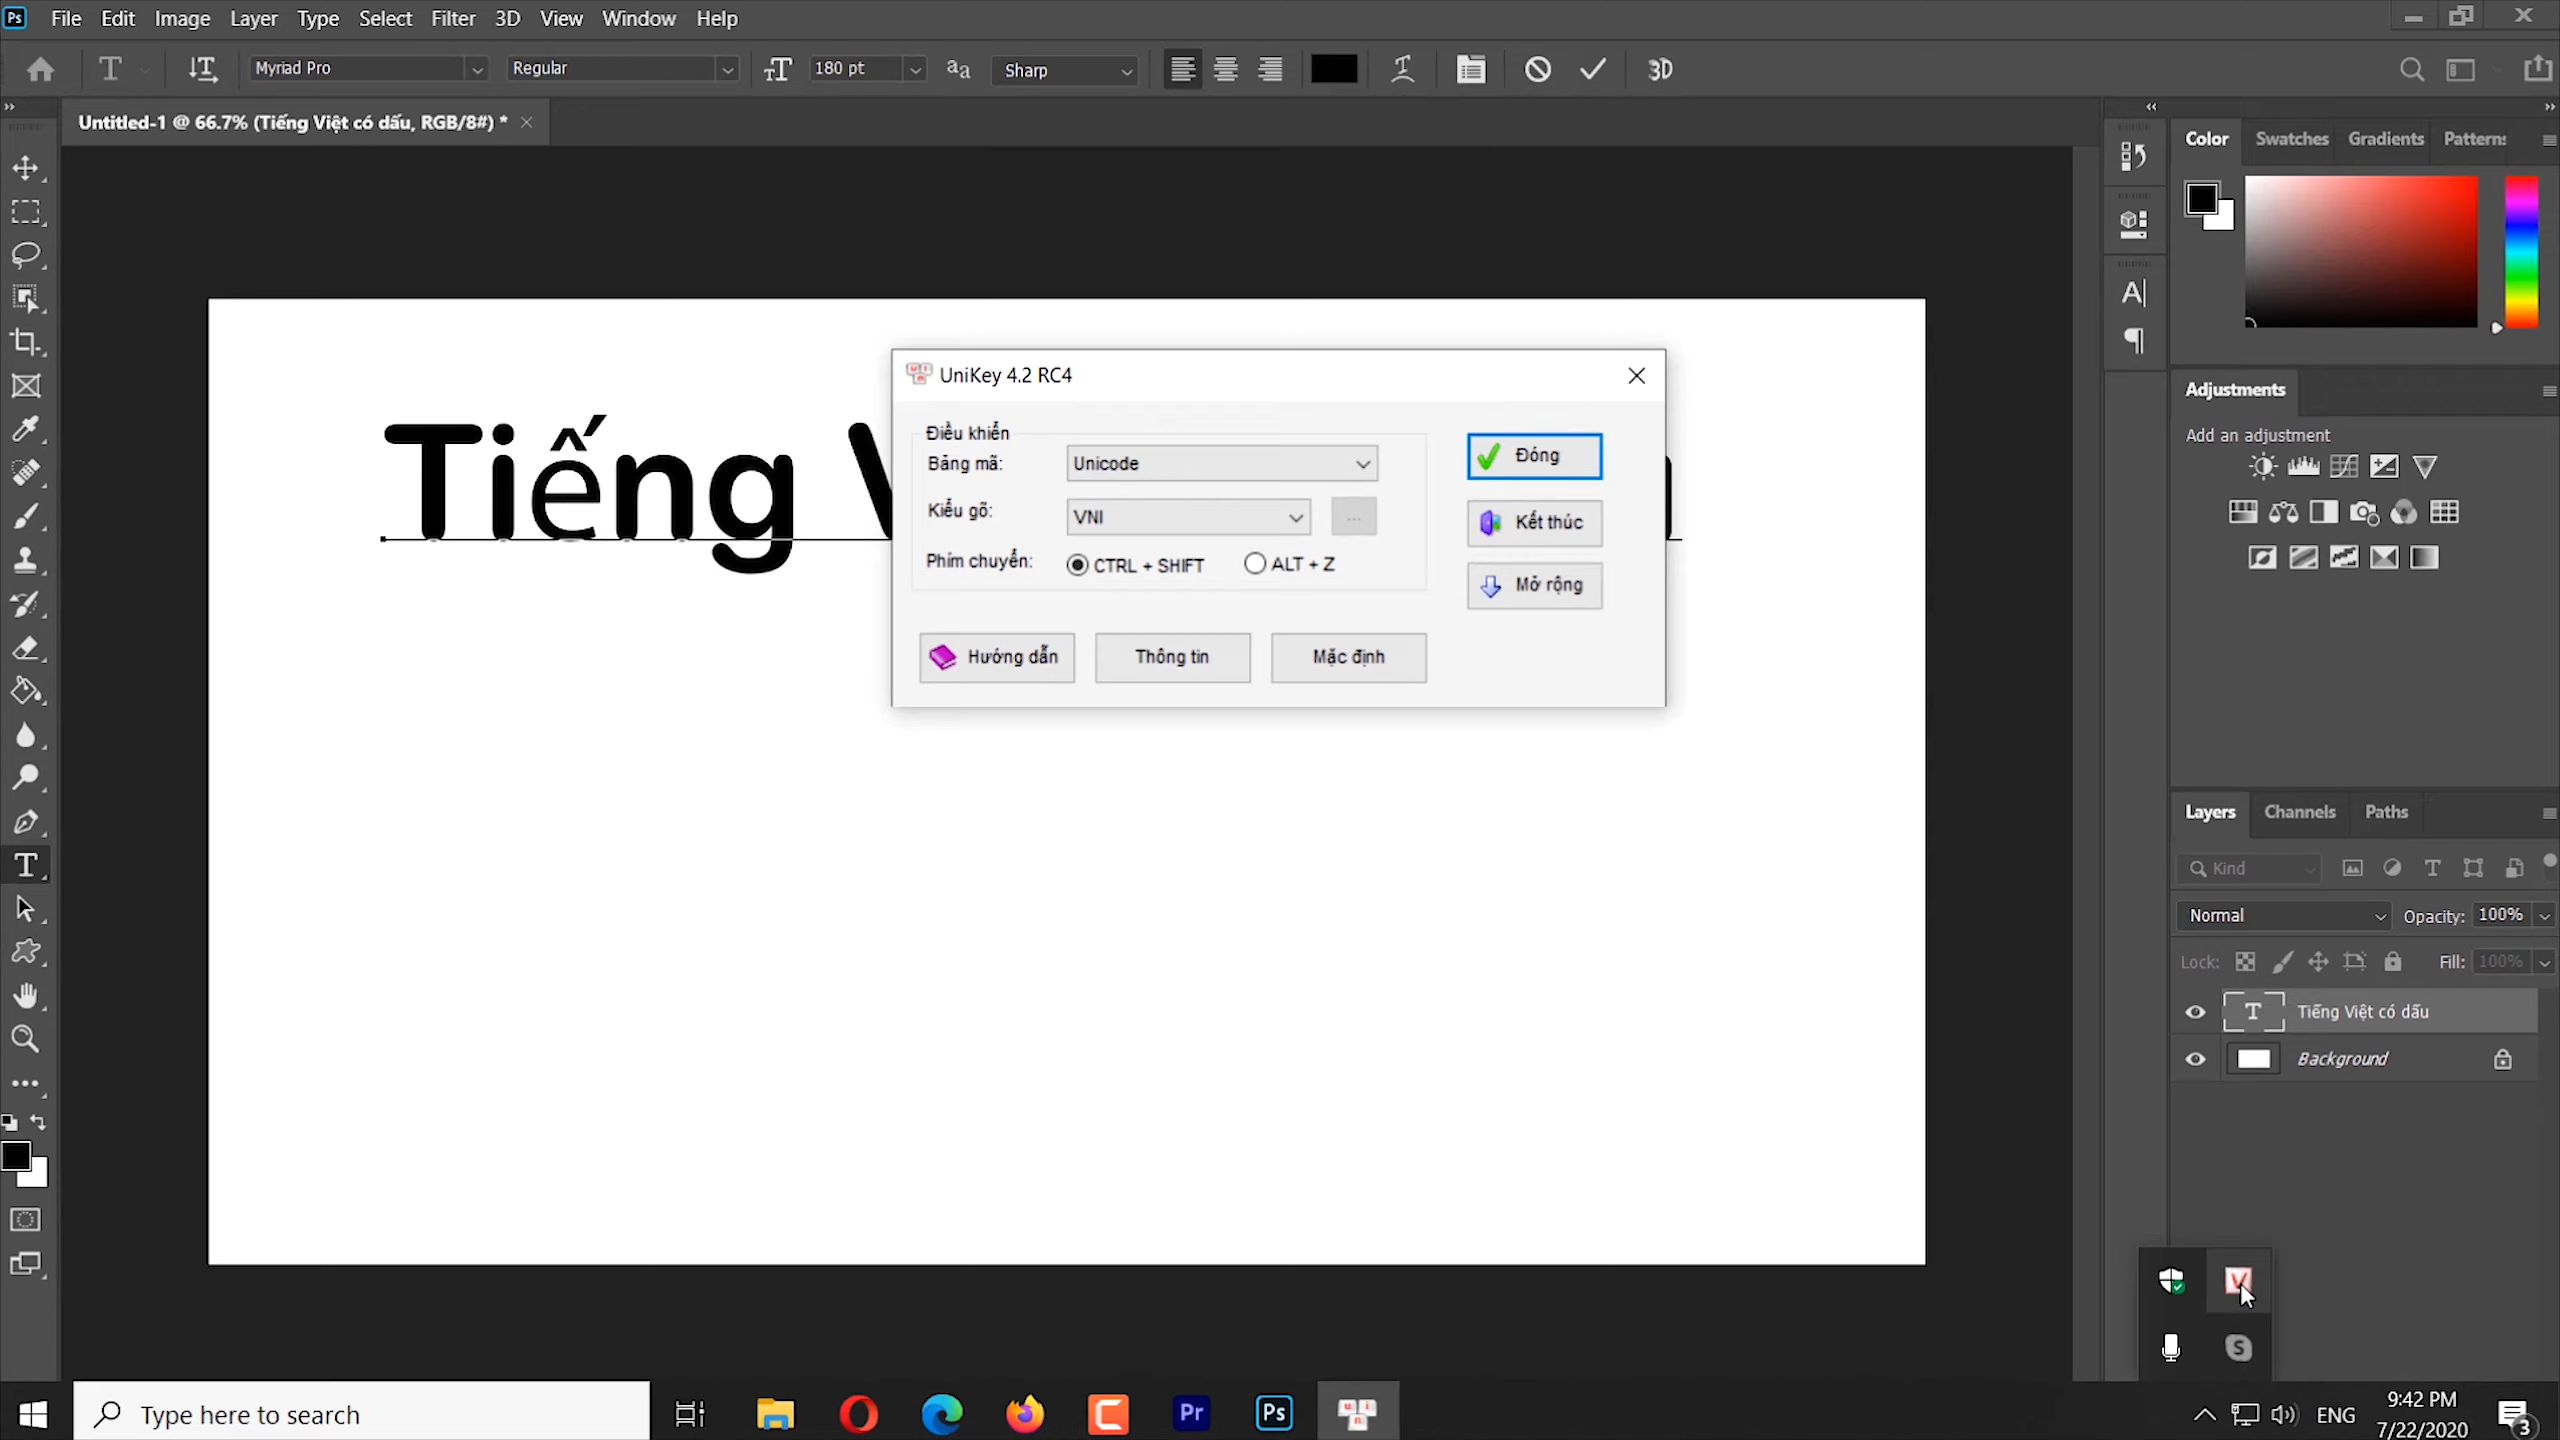 Ps File Edit Image Layer Type Select Filter 3D View Window Help
Myriad Pro Regular 180 pt Sharp 3D
Untitled-1 @ 66.7% (Tiếng Việt có dấu, RGB/8#) *
Color Swatches Gradients Patterns
Tiếng
UniKey 4.2 RC4
Điều khiển
Bảng mã: Unicode
Đóng
Kiểu gõ: VNI ...
Kết thúc
Phím chuyển: CTRL + SHIFT ALT + Z
Mở rộng
Hướng dẫn Thông tin Mặc định
Adjustments
Add an adjustment
Layers Channels Paths
Kind
Normal Opacity: 100%
Lock: Fill: 100%
Tiếng Việt có dấu
Background
Type here to search
Pr Ps
ENG
9:42 PM
7/22/2020
3